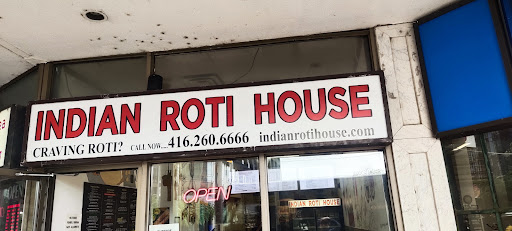 INDIAN ROTI HOUSE
CRAVING ROTI? CALL NOW....416.260.6666 indianrotihouse.com
OPEN
INDIAN ROTI HOUSE